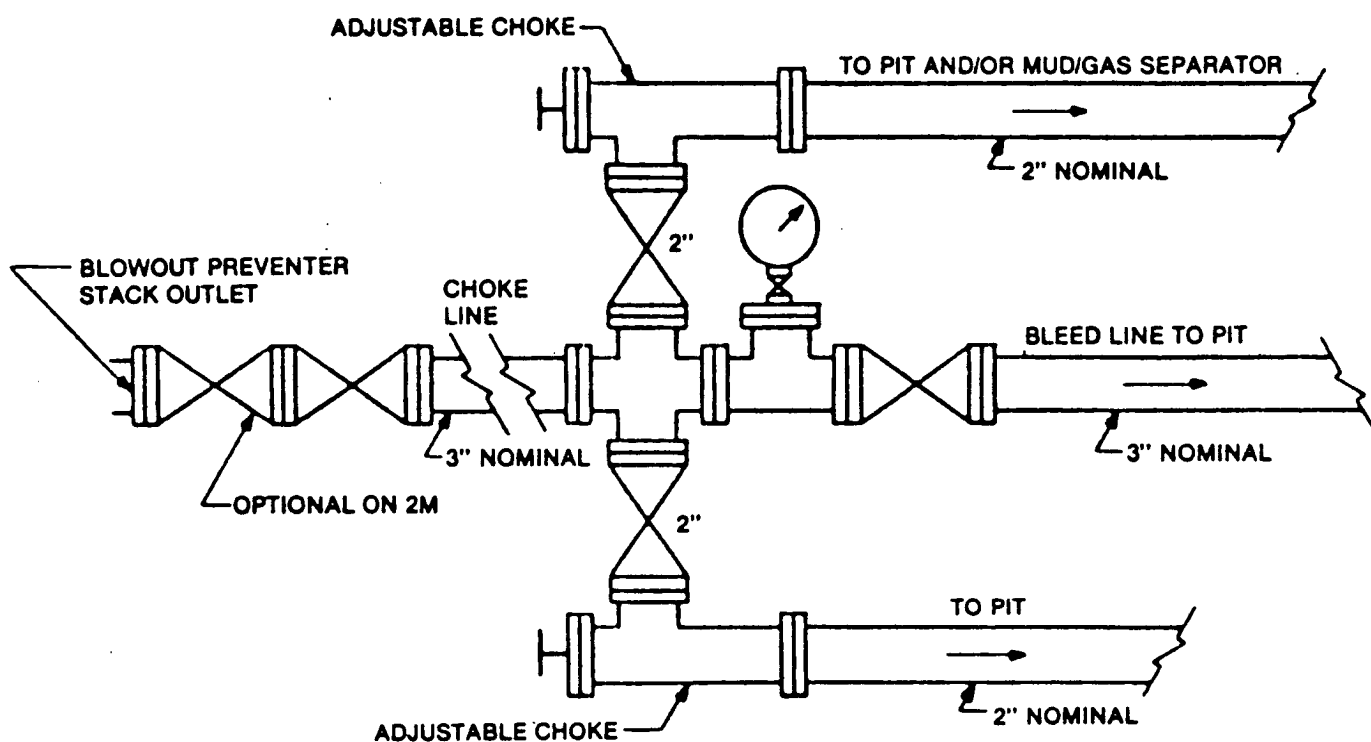 ADJUSTABLE CHOKE
TO PIT AND/OR MUD/GAS SEPARATOR
2" NOMINAL
2"
BLOWOUT PREVENTER
STACK OUTLET
CHOKE
LINE
BLEED LINE TO PIT
3" NOMINAL
3" NOMINAL
OPTIONAL ON 2M
2"
TO PIT
2" NOMINAL
ADJUSTABLE CHOKE